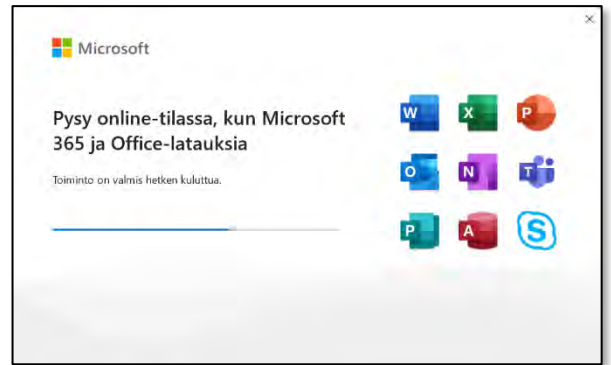 Microsoft
Pysy online-tilassa, kun Microsoft
365 ja Office-latauksia
Toiminto on valmis hetken kuluttua.
W X P
O N T
P A S